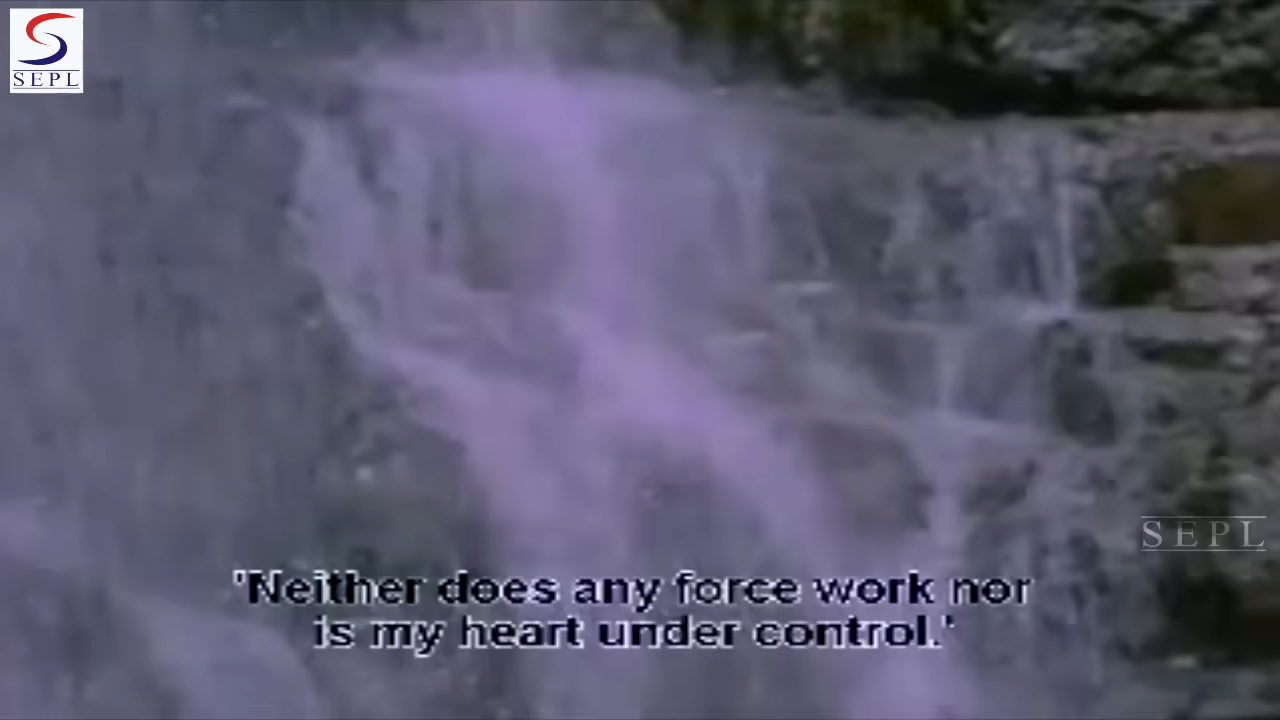 SEPL
'Neither does any force work nor
is my heart under control.'
SEPL